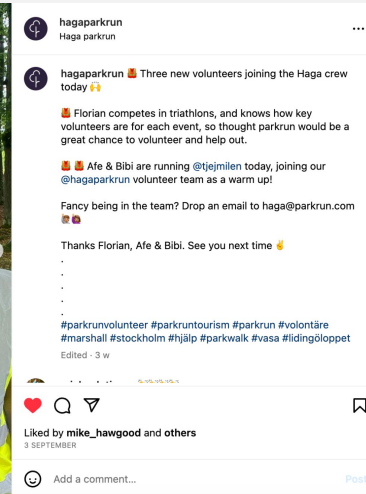 hagaparkrun
Haga parkrun
hagaparkrun 🦺 Three new volunteers joining the Haga crew
today 🙌
🦺 Florian competes in triathlons, and knows how key
volunteers are for each event, so thought parkrun would be a
great chance to volunteer and help out.
🦺 🦺 Afe & Bibi are running @tjejmilen today, joining our
@hagaparkrun volunteer team as a warm up!
Fancy being in the team? Drop an email to haga@parkrun.com
Thanks Florian, Afe & Bibi. See you next time ✌
.
.
.
.
.
#parkrunvolunteer #parkruntourism #parkrun #volontäre
#marshall #stockholm #hjälp #parkwalk #vasa #lidingöloppet
Edited · 3 w
Liked by mike_hawgood and others
3 SEPTEMBER
Add a comment...
Post